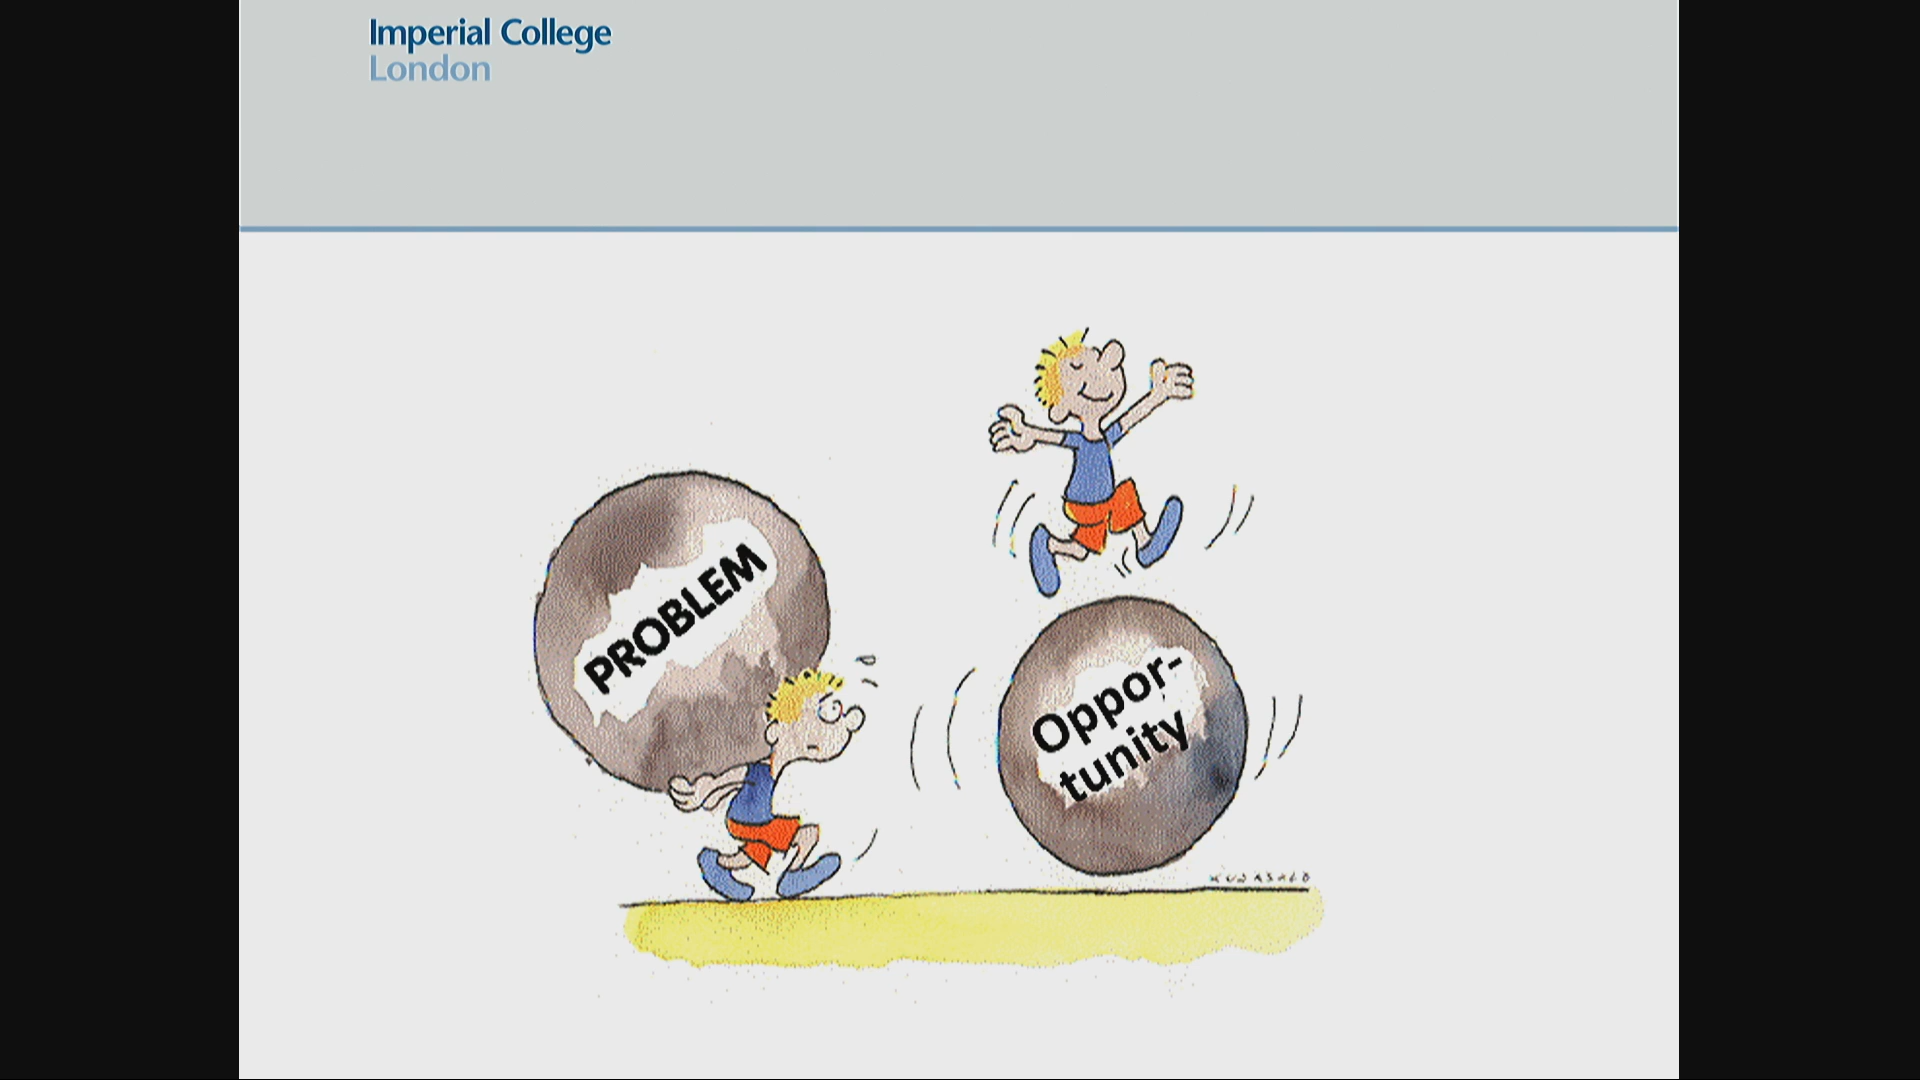 Imperial College
London
PROBLEM
Oppor-
tunity